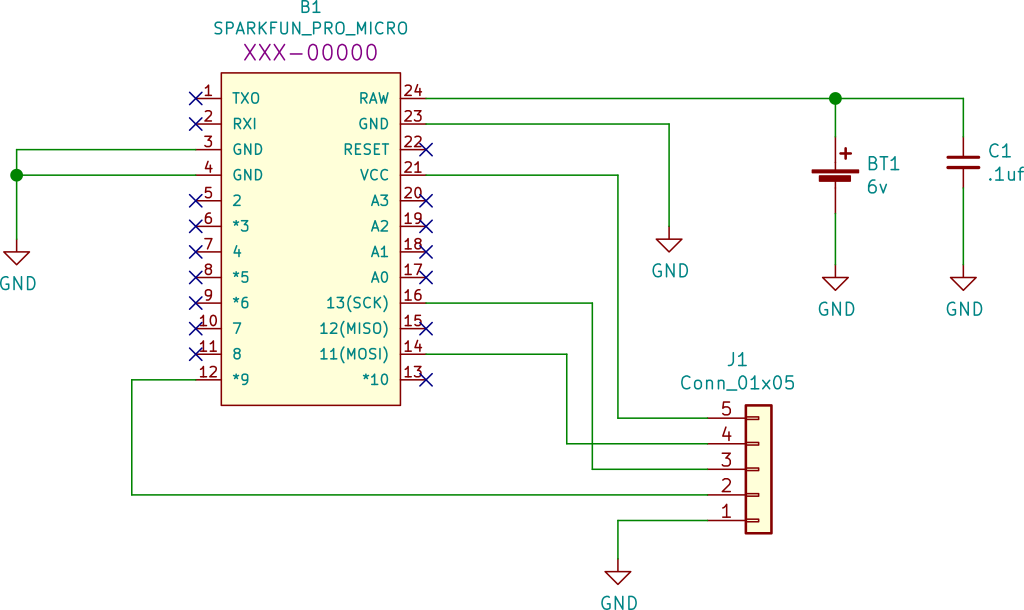 B1
SPARKFUN_PRO_MICRO
XXX-00000
1 TXO RAW 24
2 RXI GND 23
3 GND RESET 22
4 GND VCC 21
5 2 A3 20
6 *3 A2 19
7 4 A1 18
8 *5 A0 17
9 *6 13(SCK) 16
10 7 12(MISO) 15
11 8 11(MOSI) 14
12 *9 *10 13
GND
GND
+
BT1
6v
GND
C1
.1uf
GND
J1
Conn_01x05
5
4
3
2
1
GND